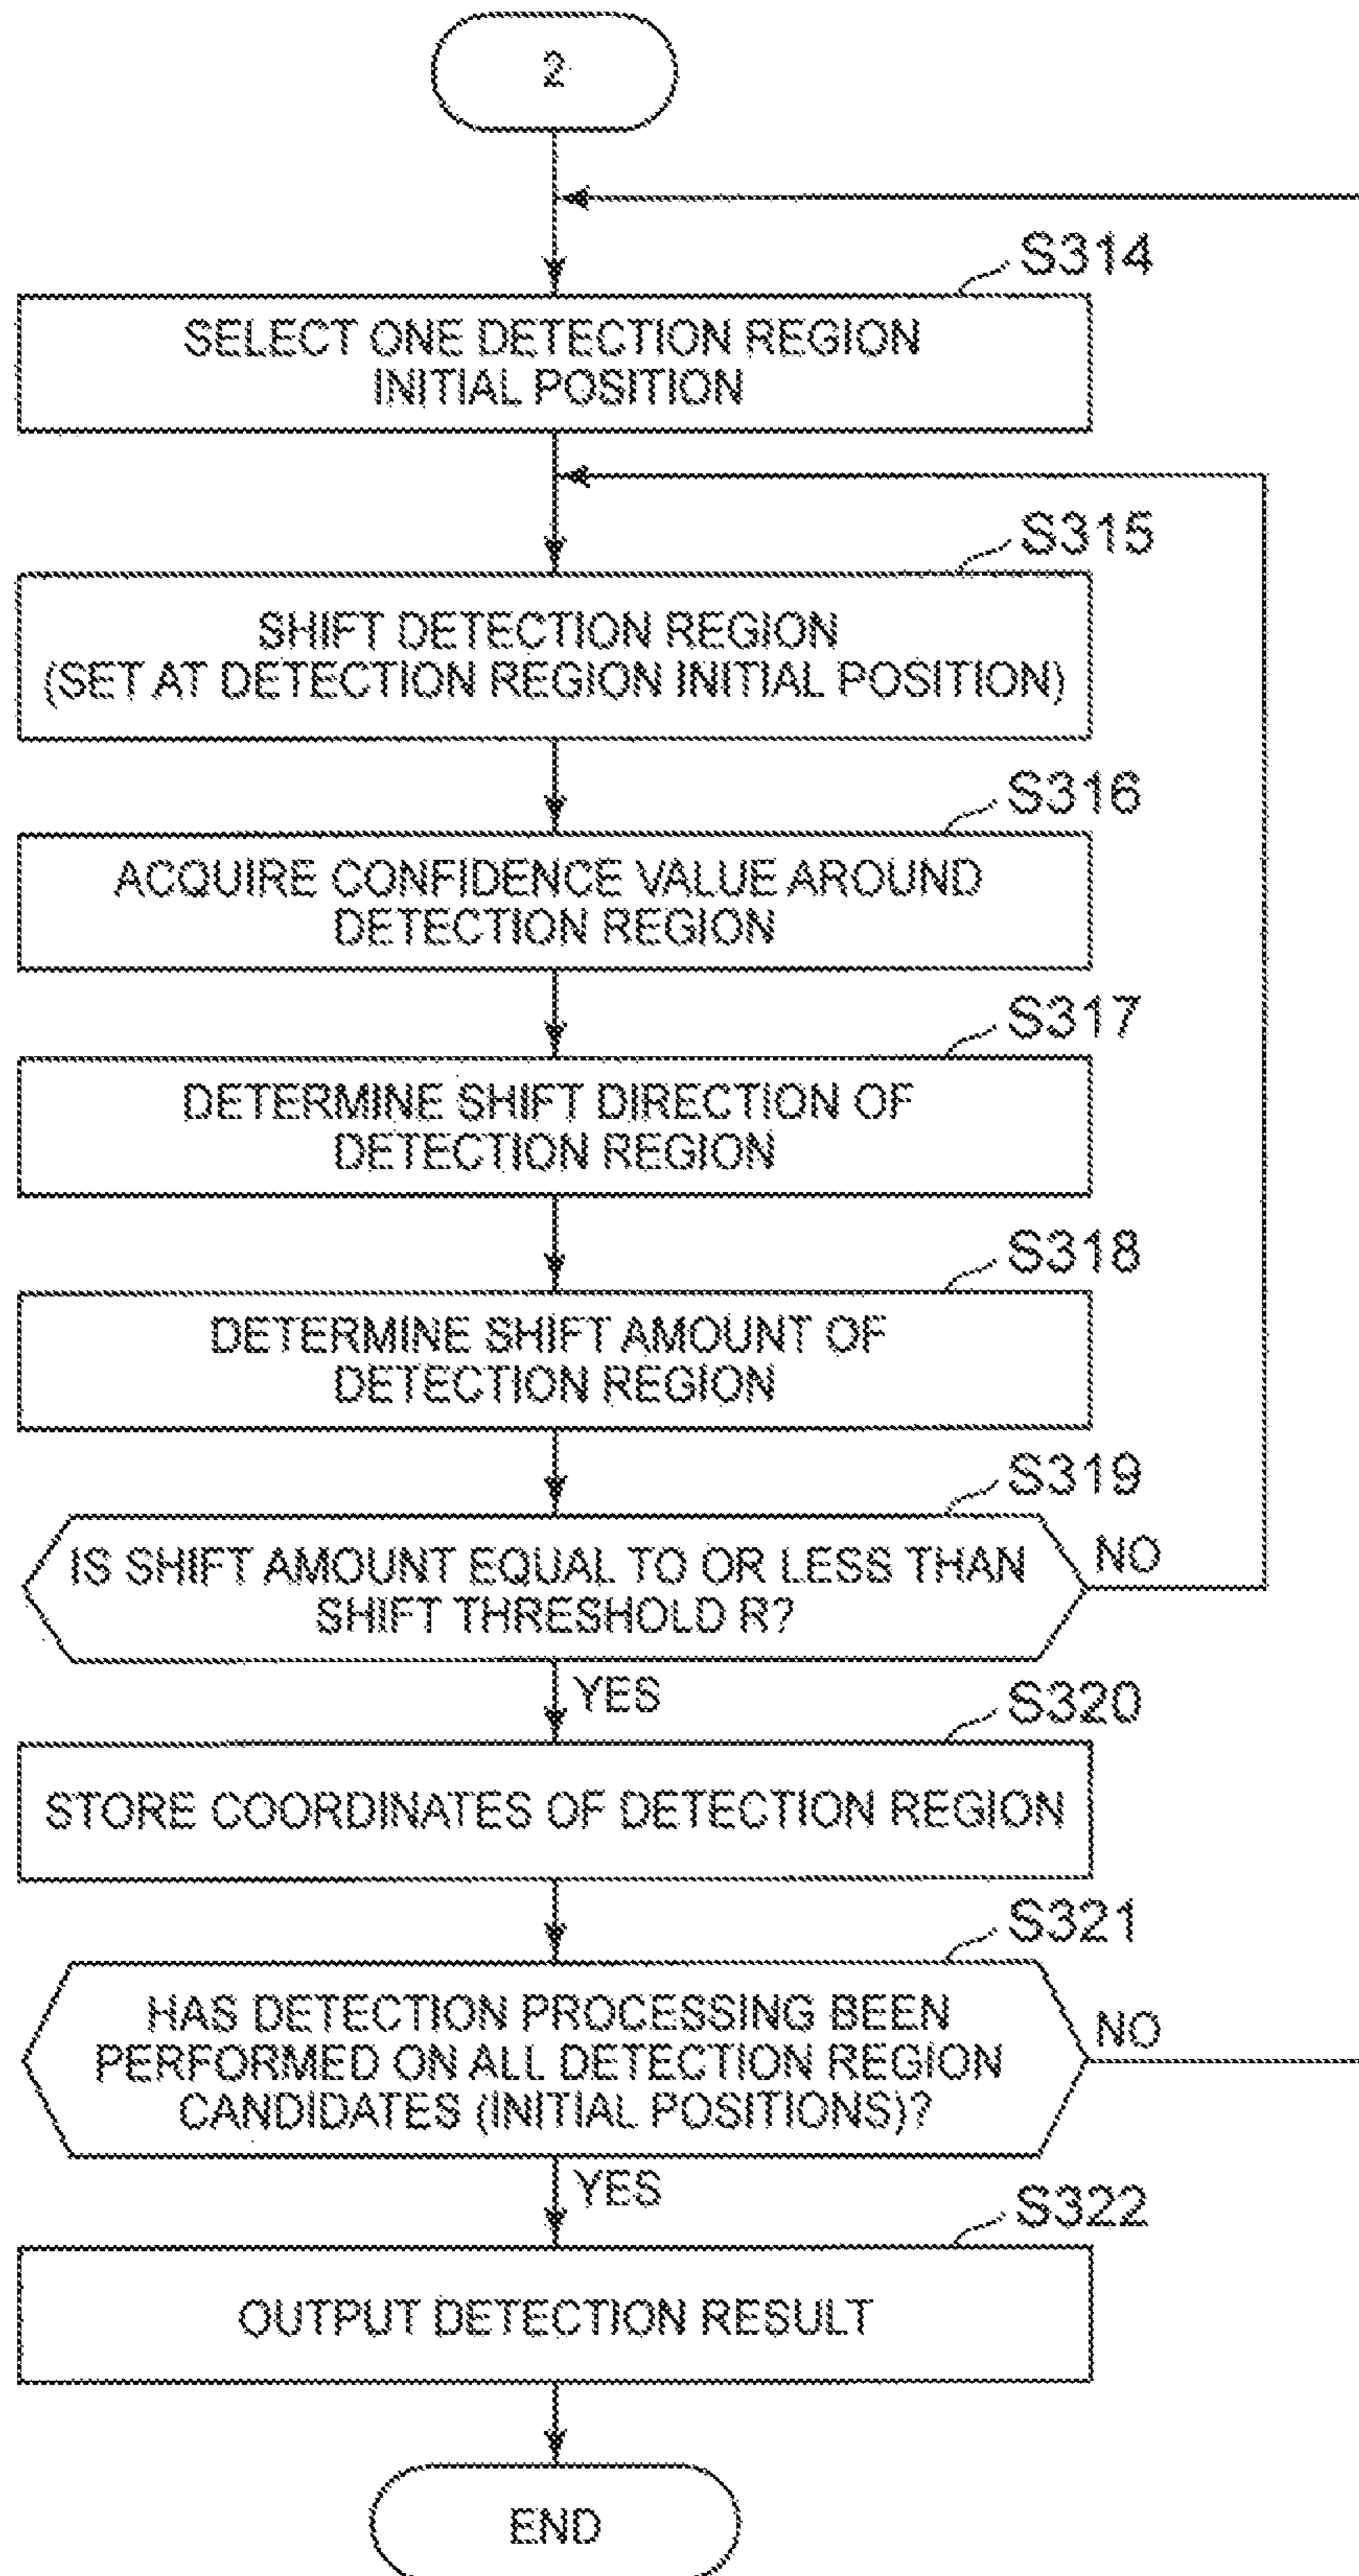 2
S314
SELECT ONE DETECTION REGION
INITIAL POSITION
S315
SHIFT DETECTION REGION
(SET AT DETECTION REGION INITIAL POSITION)
S316
ACQUIRE CONFIDENCE VALUE AROUND
DETECTION REGION
S317
DETERMINE SHIFT DIRECTION OF
DETECTION REGION
S318
DETERMINE SHIFT AMOUNT OF
DETECTION REGION
S319
IS SHIFT AMOUNT EQUAL TO OR LESS THAN
SHIFT THRESHOLD R?
NO
YES
S320
STORE COORDINATES OF DETECTION REGION
S321
HAS DETECTION PROCESSING BEEN
PERFORMED ON ALL DETECTION REGION
CANDIDATES (INITIAL POSITIONS)?
NO
YES
S322
OUTPUT DETECTION RESULT
END